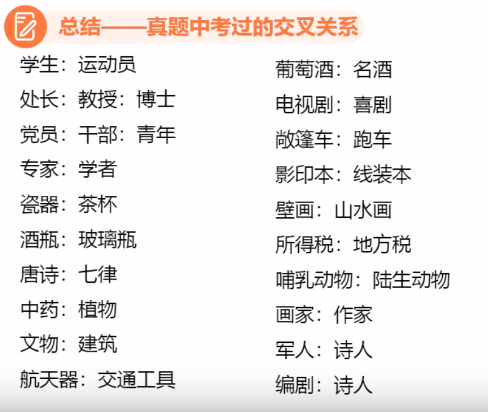 总结——真题中考过的交叉关系
学生：运动员
处长：教授：博士
党员：干部：青年
专家：学者
瓷器：茶杯
酒瓶：玻璃瓶
唐诗：七律
中药：植物
文物：建筑
航天器：交通工具
葡萄酒：名酒
电视剧：喜剧
敞篷车：跑车
影印本：线装本
壁画：山水画
所得税：地方税
哺乳动物：陆生动物
画家：作家
军人：诗人
编剧：诗人